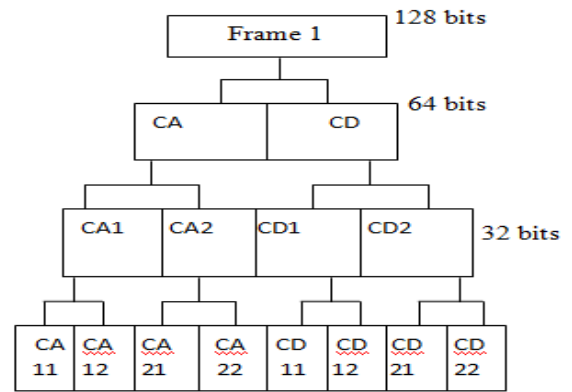 128 bits
Frame 1
64 bits
CA CD
CA1 CA2 CD1 CD2
32 bits
CA CA CA CA CD CD CD CD
11 12 21 22 11 12 21 22